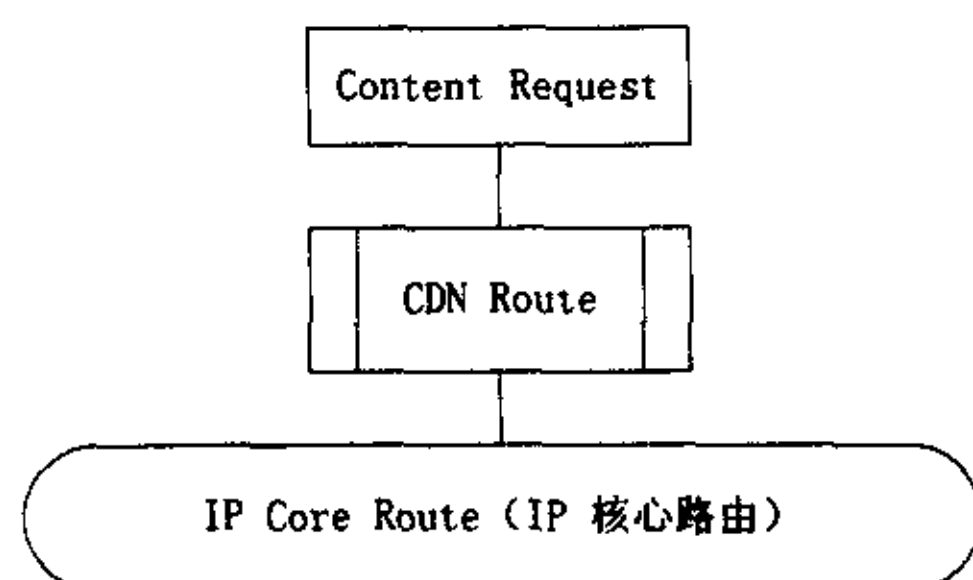 Content Request
CDN Route
IP Core Route（IP 核心路由）